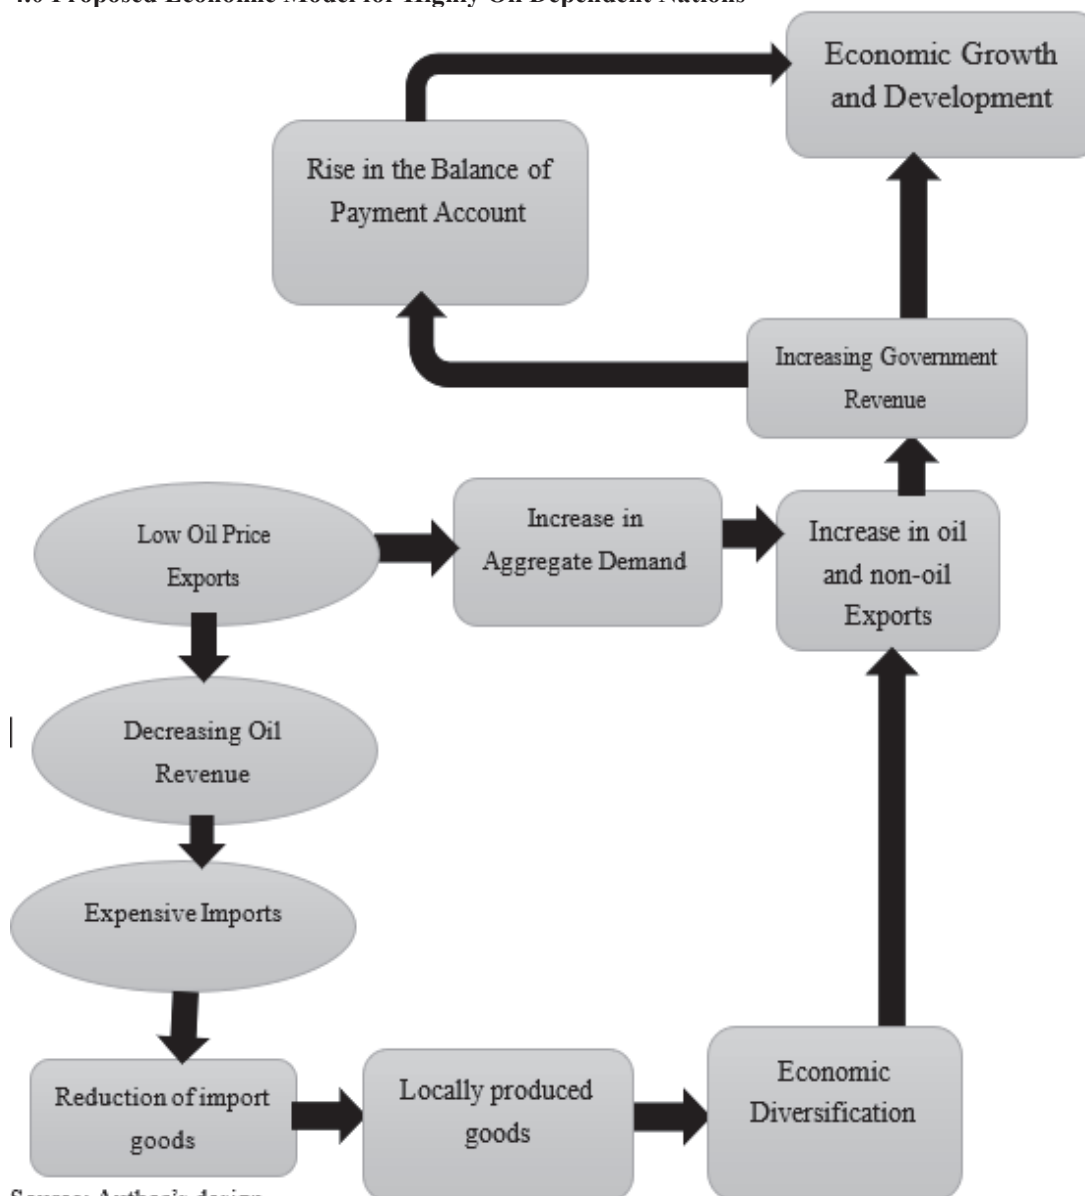 4.0 Proposed Economic Model for Highly Oil Dependent Nations
Economic Growth
and Development
Rise in the Balance of
Payment Account
Increasing Government
Revenue
Low Oil Price
Exports
Increase in
Aggregate Demand
Increase in oil
and non-oil
Exports
Decreasing Oil
Revenue
Expensive Imports
Reduction of import
goods
Locally produced
goods
Economic
Diversification
Source: Author's design